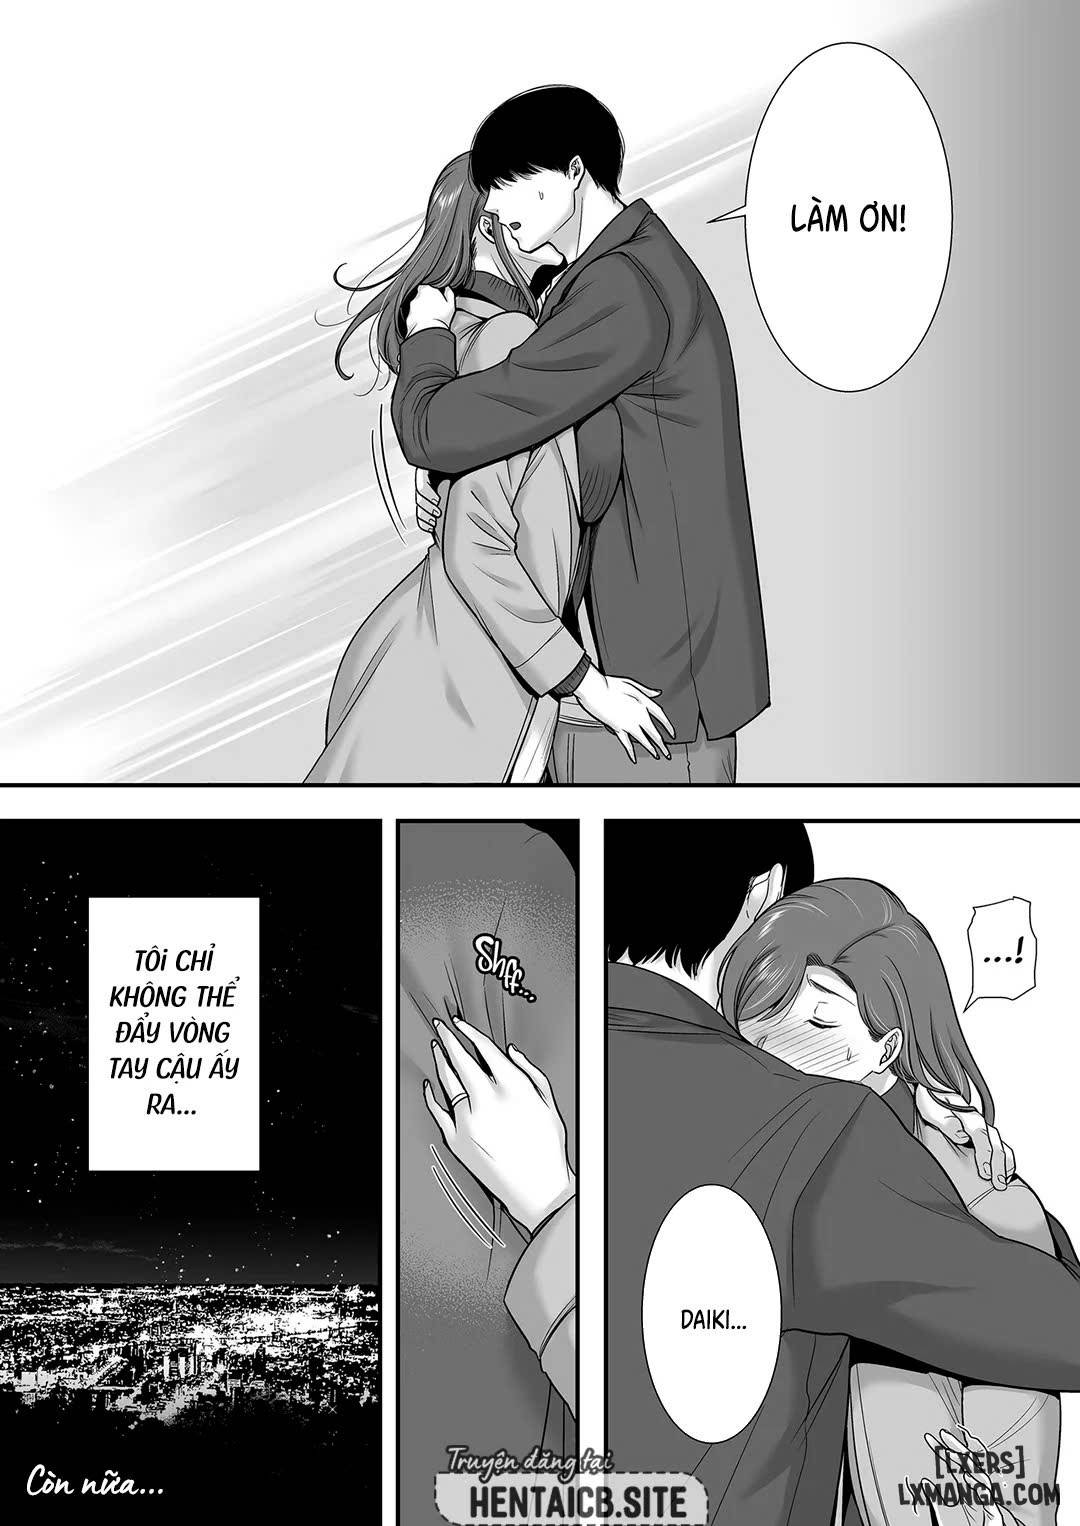 LÀM ƠN!
...!
DAIKI...
Shff...
TÔI CHỈ
KHÔNG THỂ
ĐẨY VÒNG
TAY CẬU ẤY
RA...
Còn nữa...
Truyện đăng tại
HENTAICB.SITE
[LXERS]
LXMANGA.COM